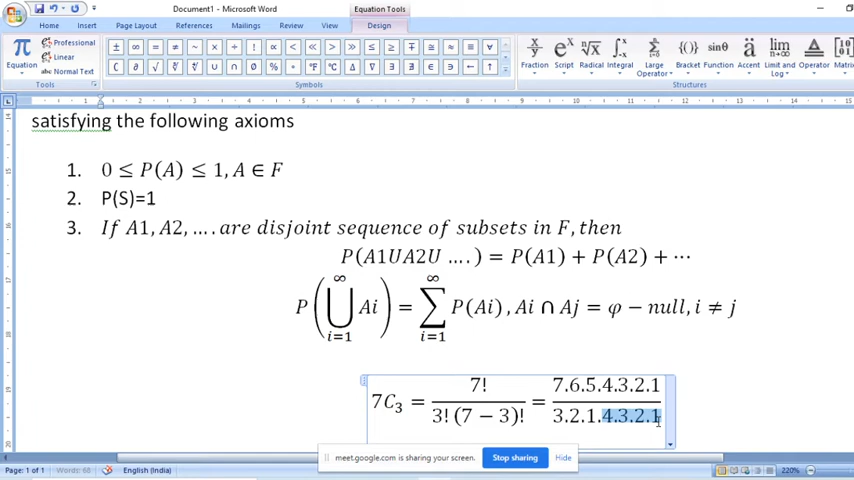 Document1 - Microsoft Word
Equation Tools
Home Insert Page Layout References Mailings Review View Design
Professional
Linear
Normal Text
Equation
Fraction Script Radical Integral Large Operator Bracket Function Accent Limit and Log Operator Matrix
Tools Symbols Structures
satisfying the following axioms
1. 0 ≤ P(A) ≤ 1, A ∈ F
2. P(S)=1
3. If A1, A2, .... are disjoint sequence of subsets in F, then
P(A1UA2U ....) = P(A1) + P(A2) + ⋯
P(⋃_{i=1}^{∞} Ai) = ∑_{i=1}^{∞} P(Ai), Ai ∩ Aj = φ − null, i ≠ j
7C₃ = 7! / 3! (7 − 3)! = 7.6.5.4.3.2.1 / 3.2.1.4.3.2.1
meet.google.com is sharing your screen. Stop sharing Hide
Page: 1 of 1 Words: 68 English (India) 220%